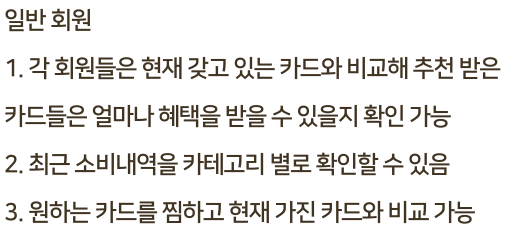 일반 회원
1. 각 회원들은 현재 갖고 있는 카드와 비교해 추천 받은
카드들은 얼마나 혜택을 받을 수 있을지 확인 가능
2. 최근 소비내역을 카테고리 별로 확인할 수 있음
3. 원하는 카드를 찜하고 현재 가진 카드와 비교 가능